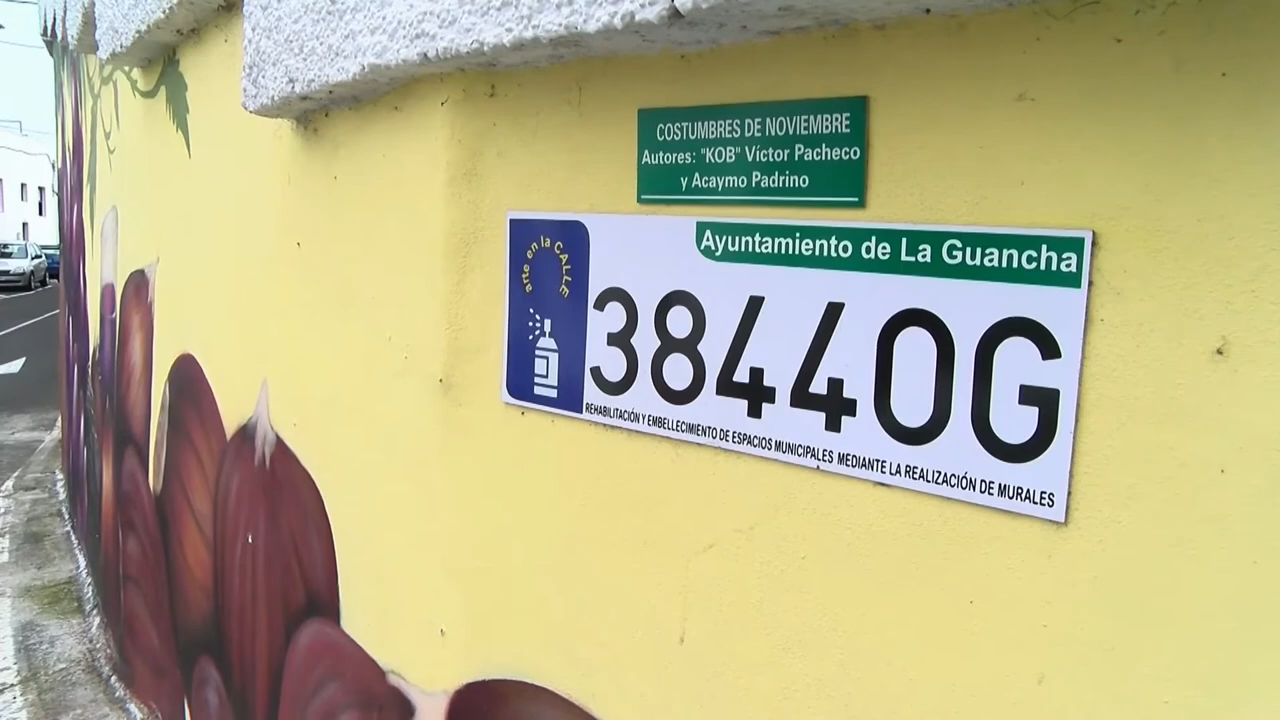 COSTUMBRES DE NOVIEMBRE
Autores: "KOB" Víctor Pacheco
y Acaymo Padrino
Ayuntamiento de La Guancha
arte en la CALLE
38440G
REHABILITACIÓN Y EMBELLECIMIENTO DE ESPACIOS MUNICIPALES MEDIANTE LA REALIZACIÓN DE MURALES